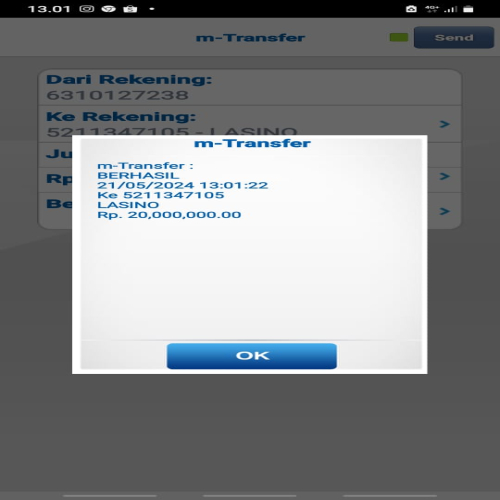 13.01
4G+
m-Transfer
Send
Dari Rekening:
6310127238
Ke Rekening:
5211347105 - LASINO
Ju
Rp
Be
m-Transfer
m-Transfer :
BERHASIL
21/05/2024 13:01:22
Ke 5211347105
LASINO
Rp. 20,000,000.00
OK